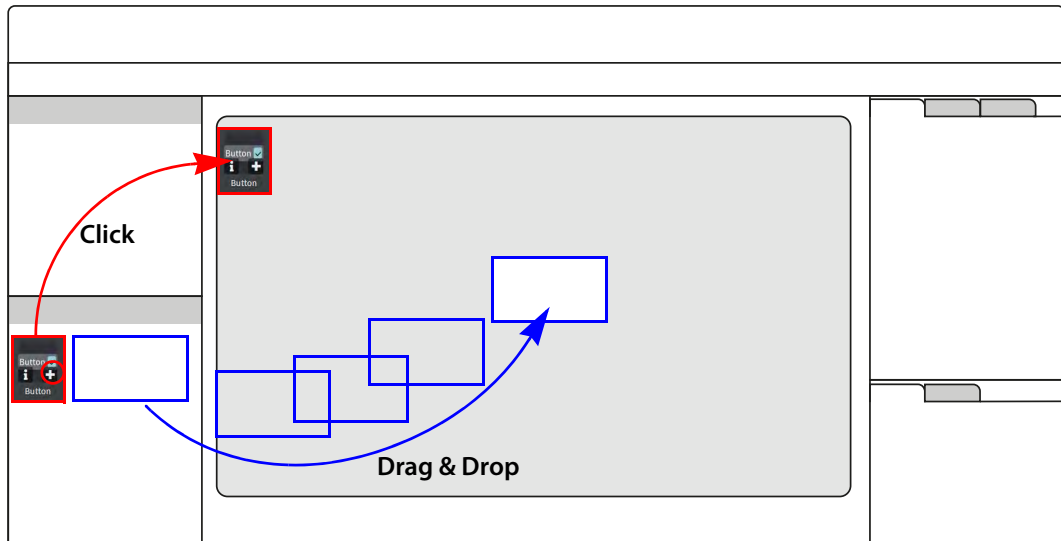 Button
i +
Button
Click
Button
i +
Button
Drag & Drop